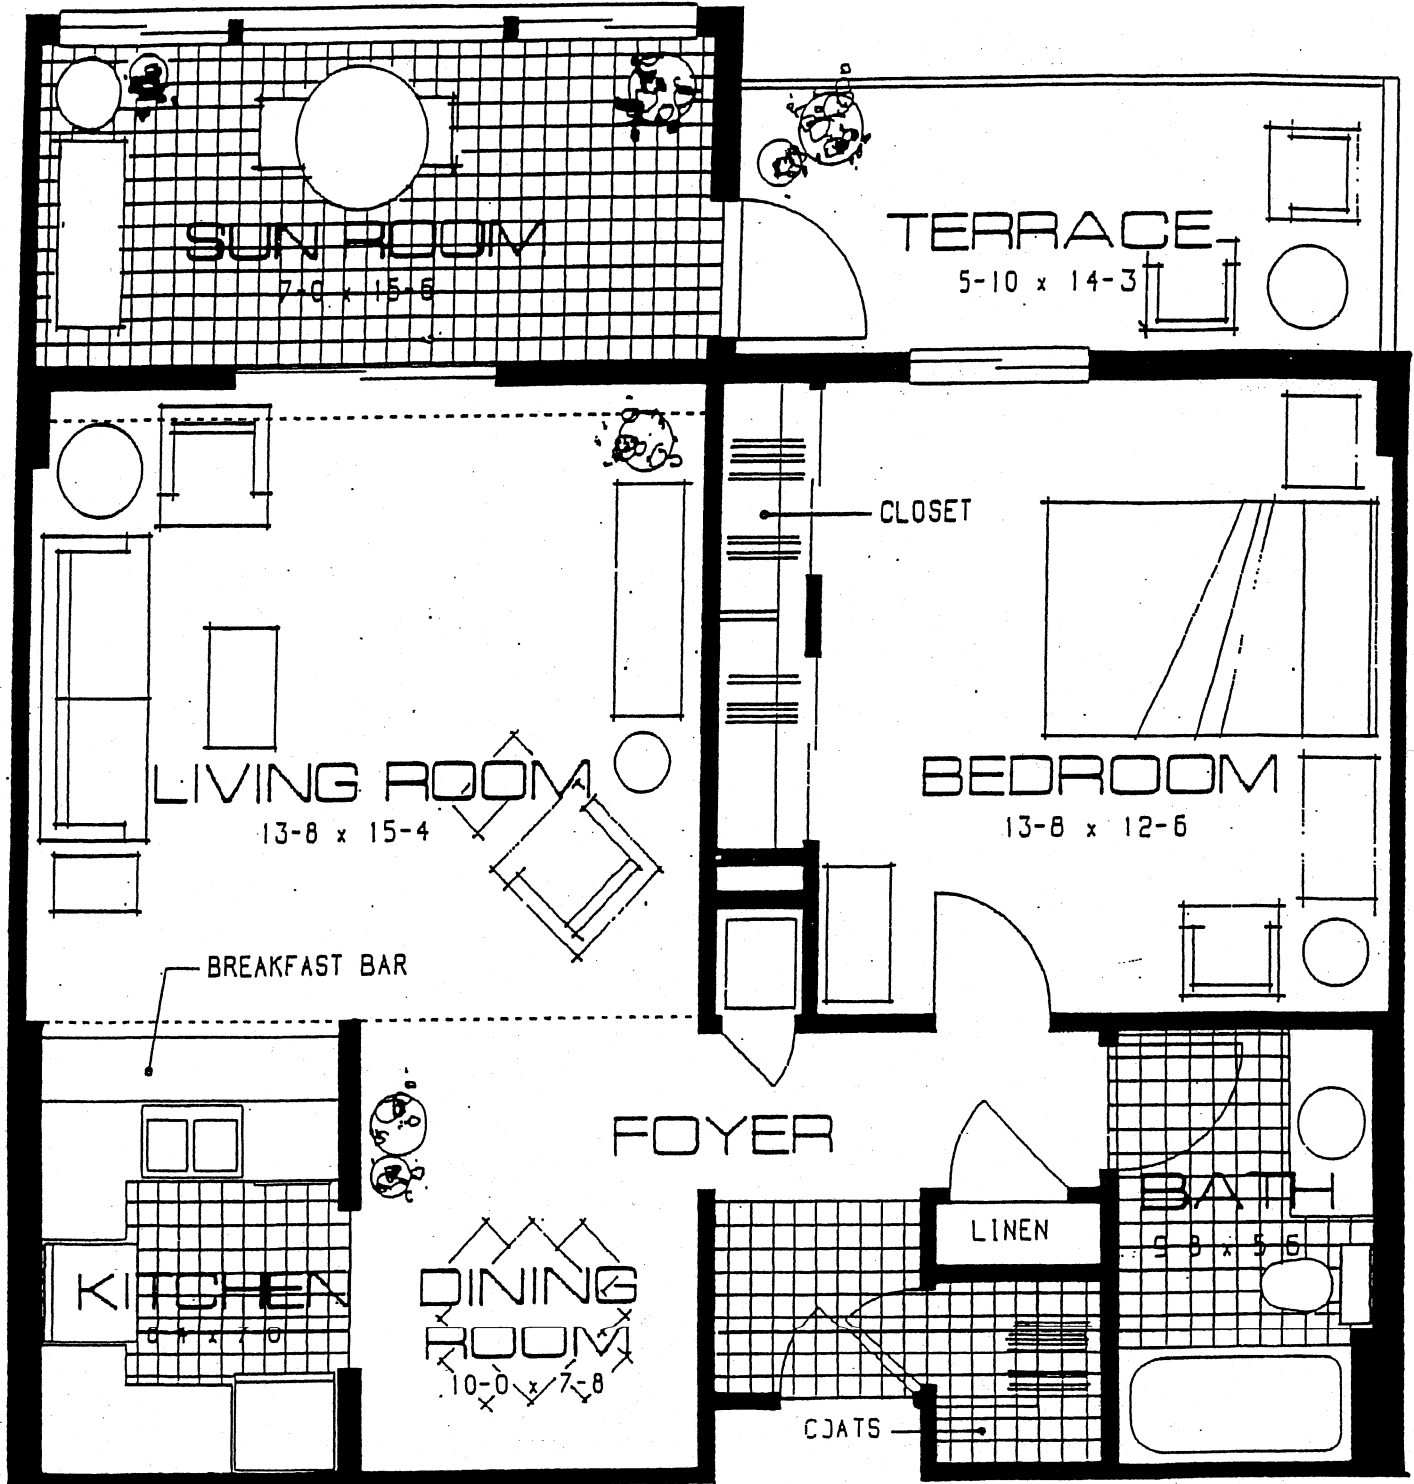 SUN ROOM
7-0 x 15-6
TERRACE
5-10 x 14-3
CLOSET
LIVING ROOM
13-8 x 15-4
BEDROOM
13-8 x 12-6
BREAKFAST BAR
FOYER
BATH
9-8 x 5-6
LINEN
KITCHEN
DINING
ROOM
10-0 x 7-8
COATS